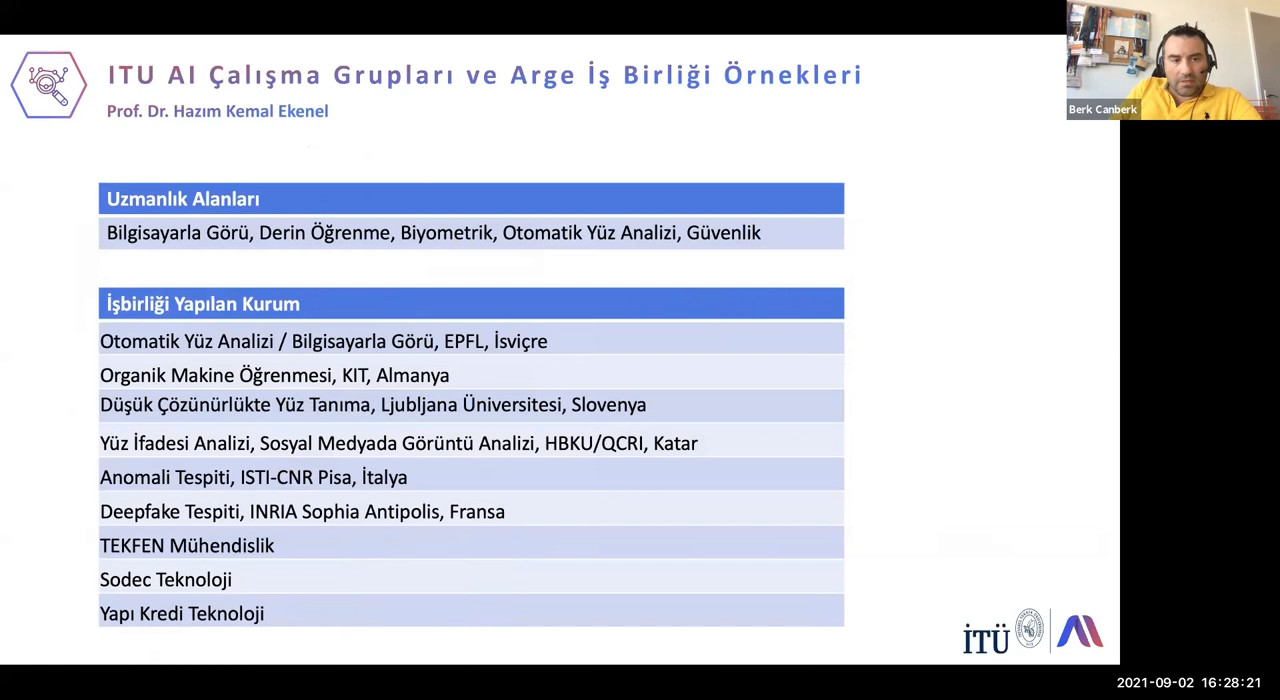 ITU AI Çalışma Grupları ve Arge İş Birliği Örnekleri
Prof. Dr. Hazım Kemal Ekenel
Berk Canberk
Uzmanlık Alanları
Bilgisayarla Görü, Derin Öğrenme, Biyometrik, Otomatik Yüz Analizi, Güvenlik
İşbirliği Yapılan Kurum
Otomatik Yüz Analizi / Bilgisayarla Görü, EPFL, İsviçre
Organik Makine Öğrenmesi, KIT, Almanya
Düşük Çözünürlükte Yüz Tanıma, Ljubljana Üniversitesi, Slovenya
Yüz İfadesi Analizi, Sosyal Medyada Görüntü Analizi, HBKU/QCRI, Katar
Anomali Tespiti, ISTI-CNR Pisa, İtalya
Deepfake Tespiti, INRIA Sophia Antipolis, Fransa
TEKFEN Mühendislik
Sodec Teknoloji
Yapı Kredi Teknoloji
İTÜ
2021-09-02 16:28:21